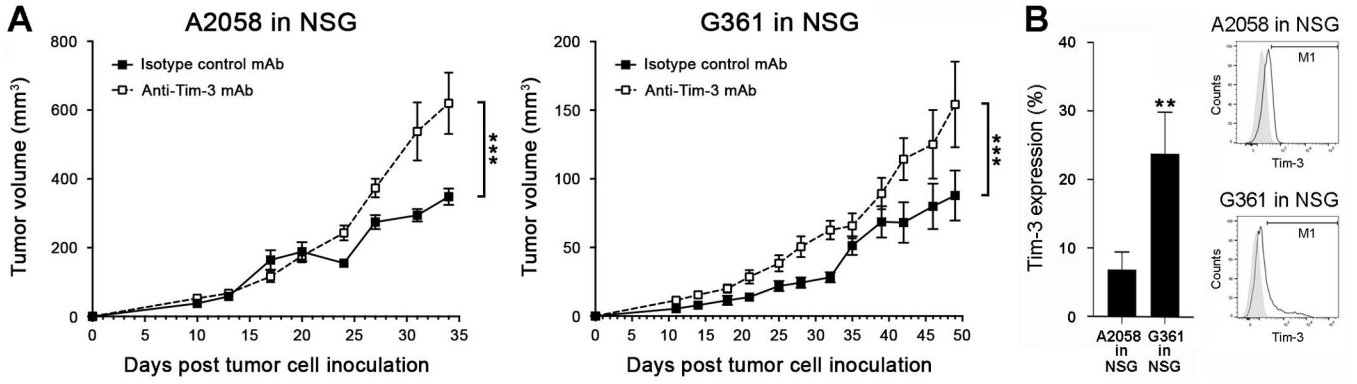 A
A2058 in NSG
Tumor volume (mm³)
800
600
400
200
0
Isotype control mAb
Anti-Tim-3 mAb
***
0 5 10 15 20 25 30 35
Days post tumor cell inoculation
G361 in NSG
Tumor volume (mm³)
200
150
100
50
0
Isotype control mAb
Anti-Tim-3 mAb
***
0 5 10 15 20 25 30 35 40 45 50
Days post tumor cell inoculation
B
Tim-3 expression (%)
40
30
20
10
0
**
A2058
in
NSG
G361
in
NSG
A2058 in NSG
Counts
M1
Tim-3
G361 in NSG
Counts
M1
Tim-3